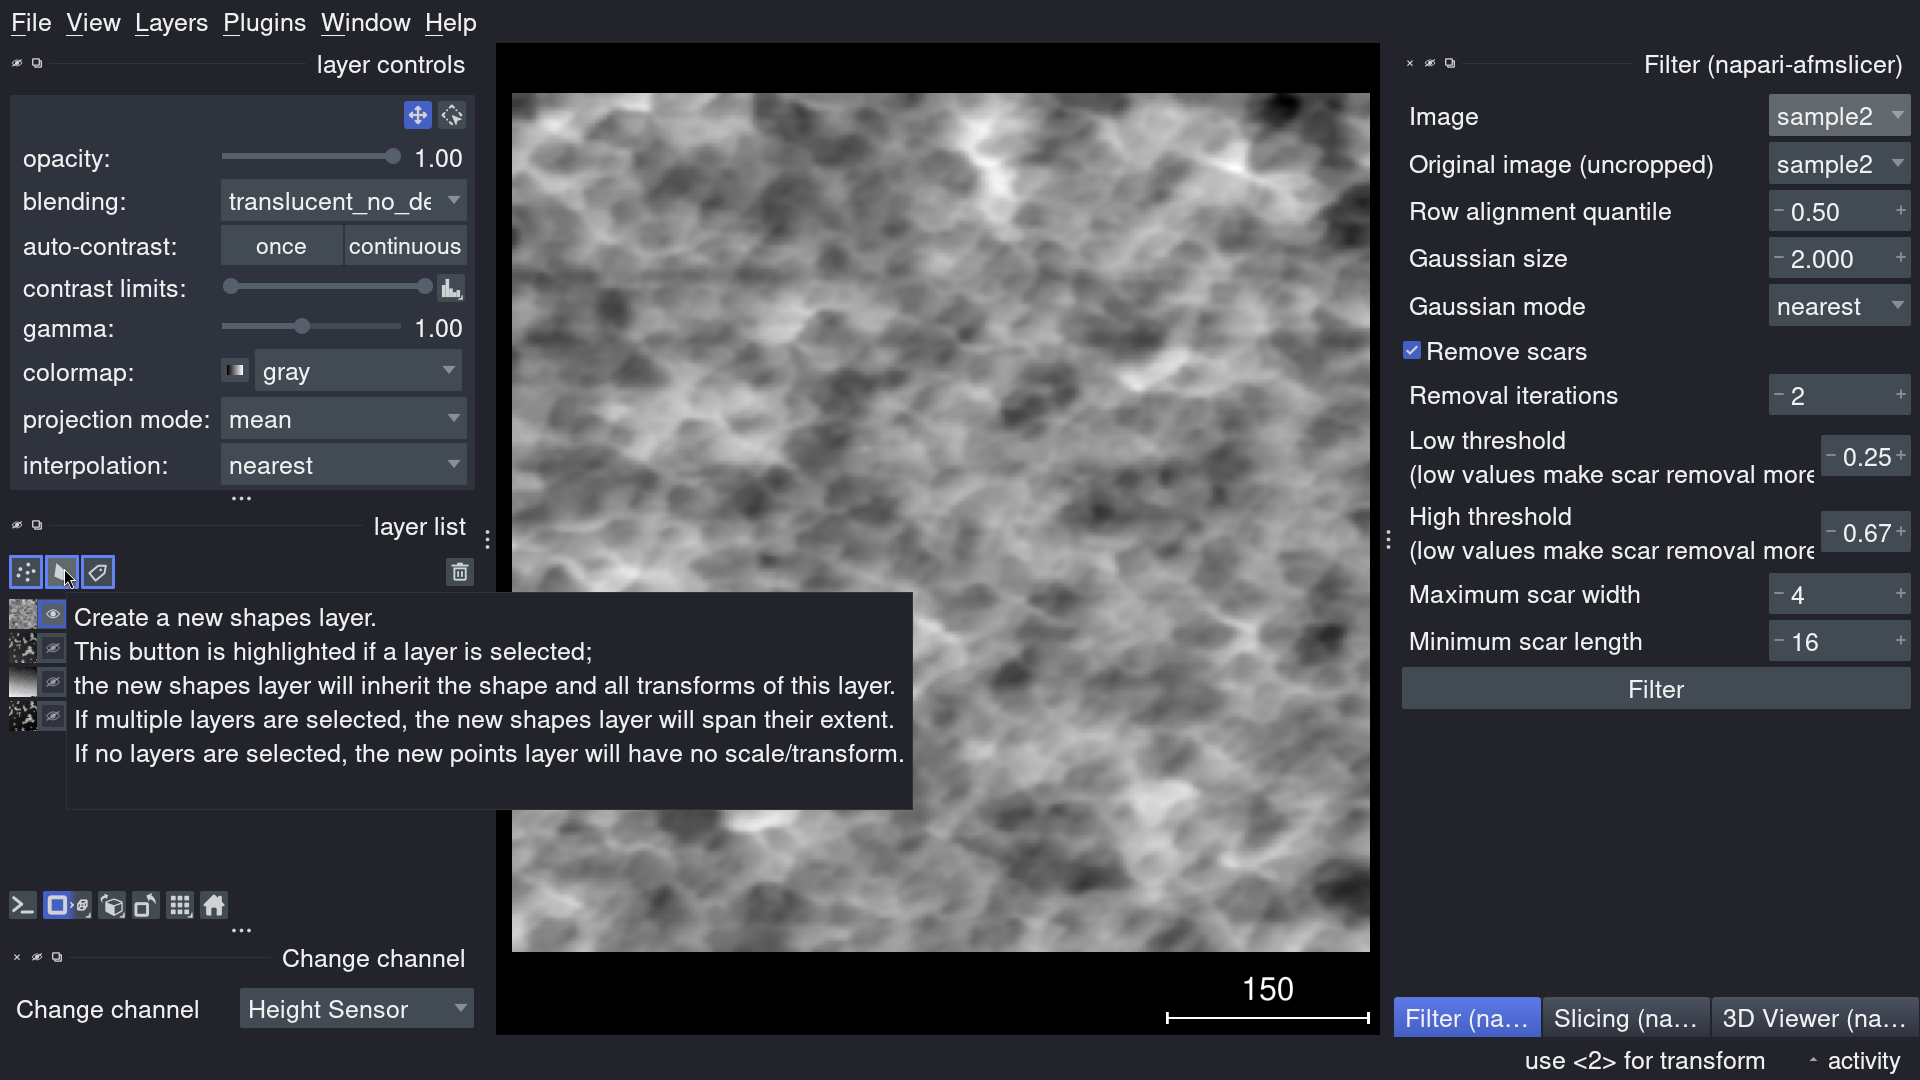 File View Layers Plugins Window Help
layer controls
opacity: 1.00
blending: translucent_no_de
auto-contrast: once continuous
contrast limits:
gamma: 1.00
colormap: gray
projection mode: mean
interpolation: nearest
layer list
Create a new shapes layer.
This button is highlighted if a layer is selected;
the new shapes layer will inherit the shape and all transforms of this layer.
If multiple layers are selected, the new shapes layer will span their extent.
If no layers are selected, the new points layer will have no scale/transform.
Change channel
Change channel Height Sensor
150
Filter (napari-afmslicer)
Image sample2
Original image (uncropped) sample2
Row alignment quantile - 0.50 +
Gaussian size - 2.000 +
Gaussian mode nearest
Remove scars
Removal iterations - 2 +
Low threshold
(low values make scar removal more - 0.25 +
High threshold
(low values make scar removal more - 0.67 +
Maximum scar width - 4 +
Minimum scar length - 16 +
Filter
Filter (na... Slicing (na... 3D Viewer (na...
use <2> for transform activity